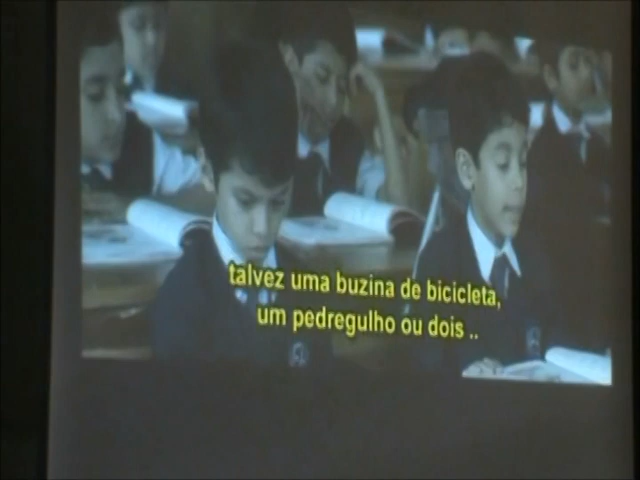 talvez uma buzina de bicicleta,
um pedregulho ou dois ..